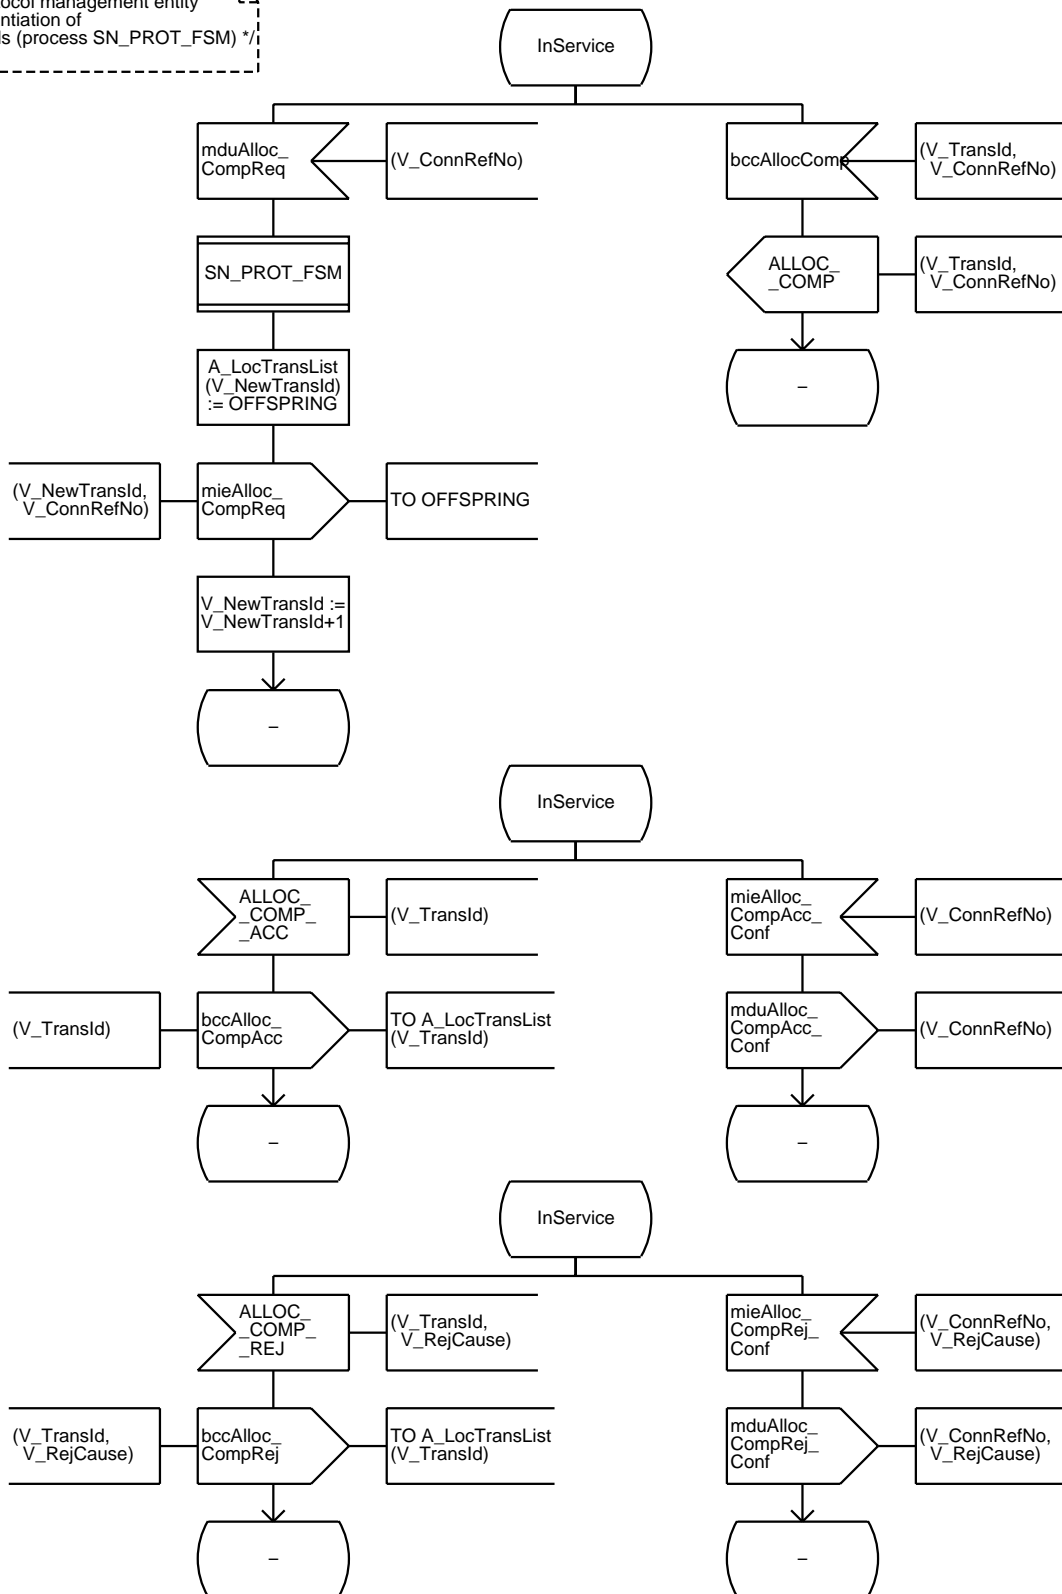 management entity
ntiation of
(process SN_PROT_FSM) */
InService
mduAlloc_
CompReq
(V_ConnRefNo)
bccAllocComp
(V_TransId,
V_ConnRefNo)
SN_PROT_FSM
ALLOC_
_COMP
(V_TransId,
V_ConnRefNo)
A_LocTransList
(V_NewTransId)
:= OFFSPRING
–
(V_NewTransId,
V_ConnRefNo)
mieAlloc_
CompReq
TO OFFSPRING
V_NewTransId :=
V_NewTransId+1
–
InService
ALLOC_
_COMP_
_ACC
(V_TransId)
mieAlloc_
CompAcc_
Conf
(V_ConnRefNo)
(V_TransId)
bccAlloc_
CompAcc
TO A_LocTransList
(V_TransId)
mduAlloc_
CompAcc_
Conf
(V_ConnRefNo)
–
–
InService
ALLOC_
_COMP_
_REJ
(V_TransId,
V_RejCause)
mieAlloc_
CompRej_
Conf
(V_ConnRefNo,
V_RejCause)
(V_TransId,
V_RejCause)
bccAlloc_
CompRej
TO A_LocTransList
(V_TransId)
mduAlloc_
CompRej_
Conf
(V_ConnRefNo,
V_RejCause)
–
–